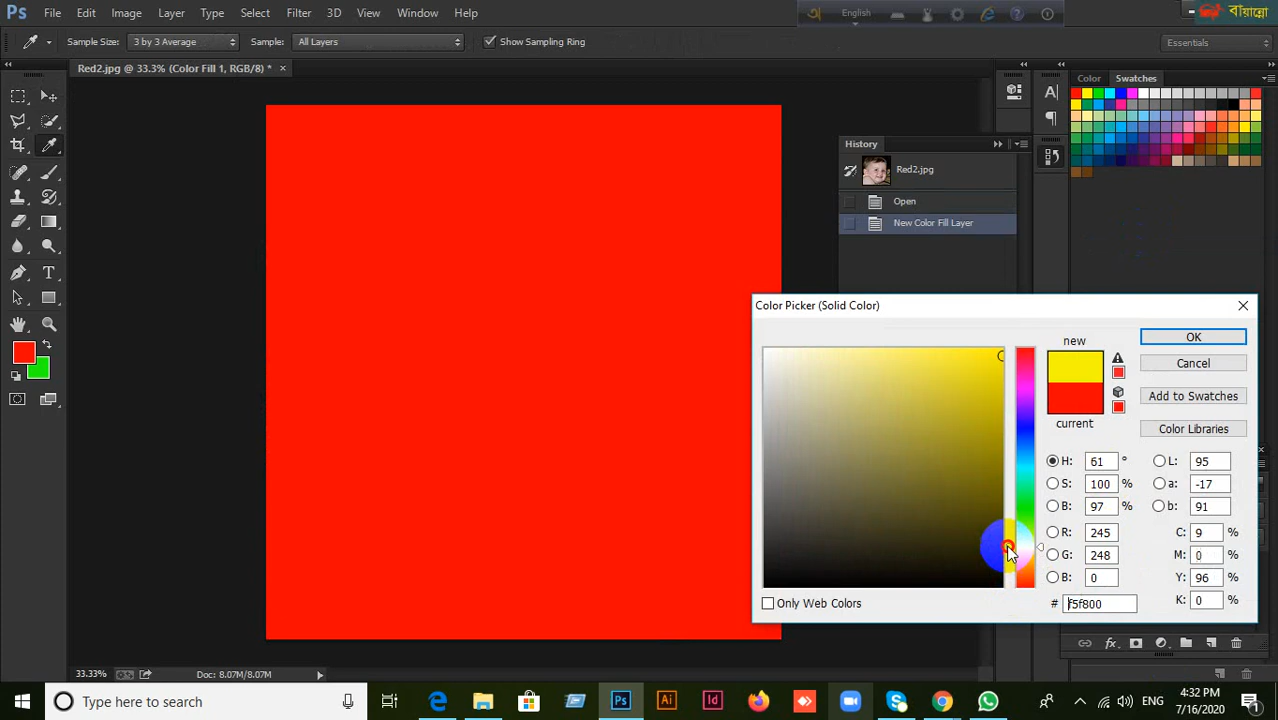 Ps File Edit Image Layer Type Select Filter 3D View Window Help
English
বায়ান্নো
Sample Size: 3 by 3 Average Sample: All Layers Show Sampling Ring Essentials
Red2.jpg @ 33.3% (Color Fill 1, RGB/8) * ×
Color Swatches
History
Red2.jpg
Open
New Color Fill Layer
Color Picker (Solid Color)
new
OK
Cancel
Add to Swatches
current
Color Libraries
H: 61 ° L: 95
S: 100 % a: -17
B: 97 % b: 91
R: 245 C: 9 %
G: 248 M: 0 %
B: 0 Y: 96 %
# f5f800 K: 0 %
Only Web Colors
33.33% Doc: 8.07M/8.07M
Type here to search
Ps Ai Id
ENG
4:32 PM
7/16/2020